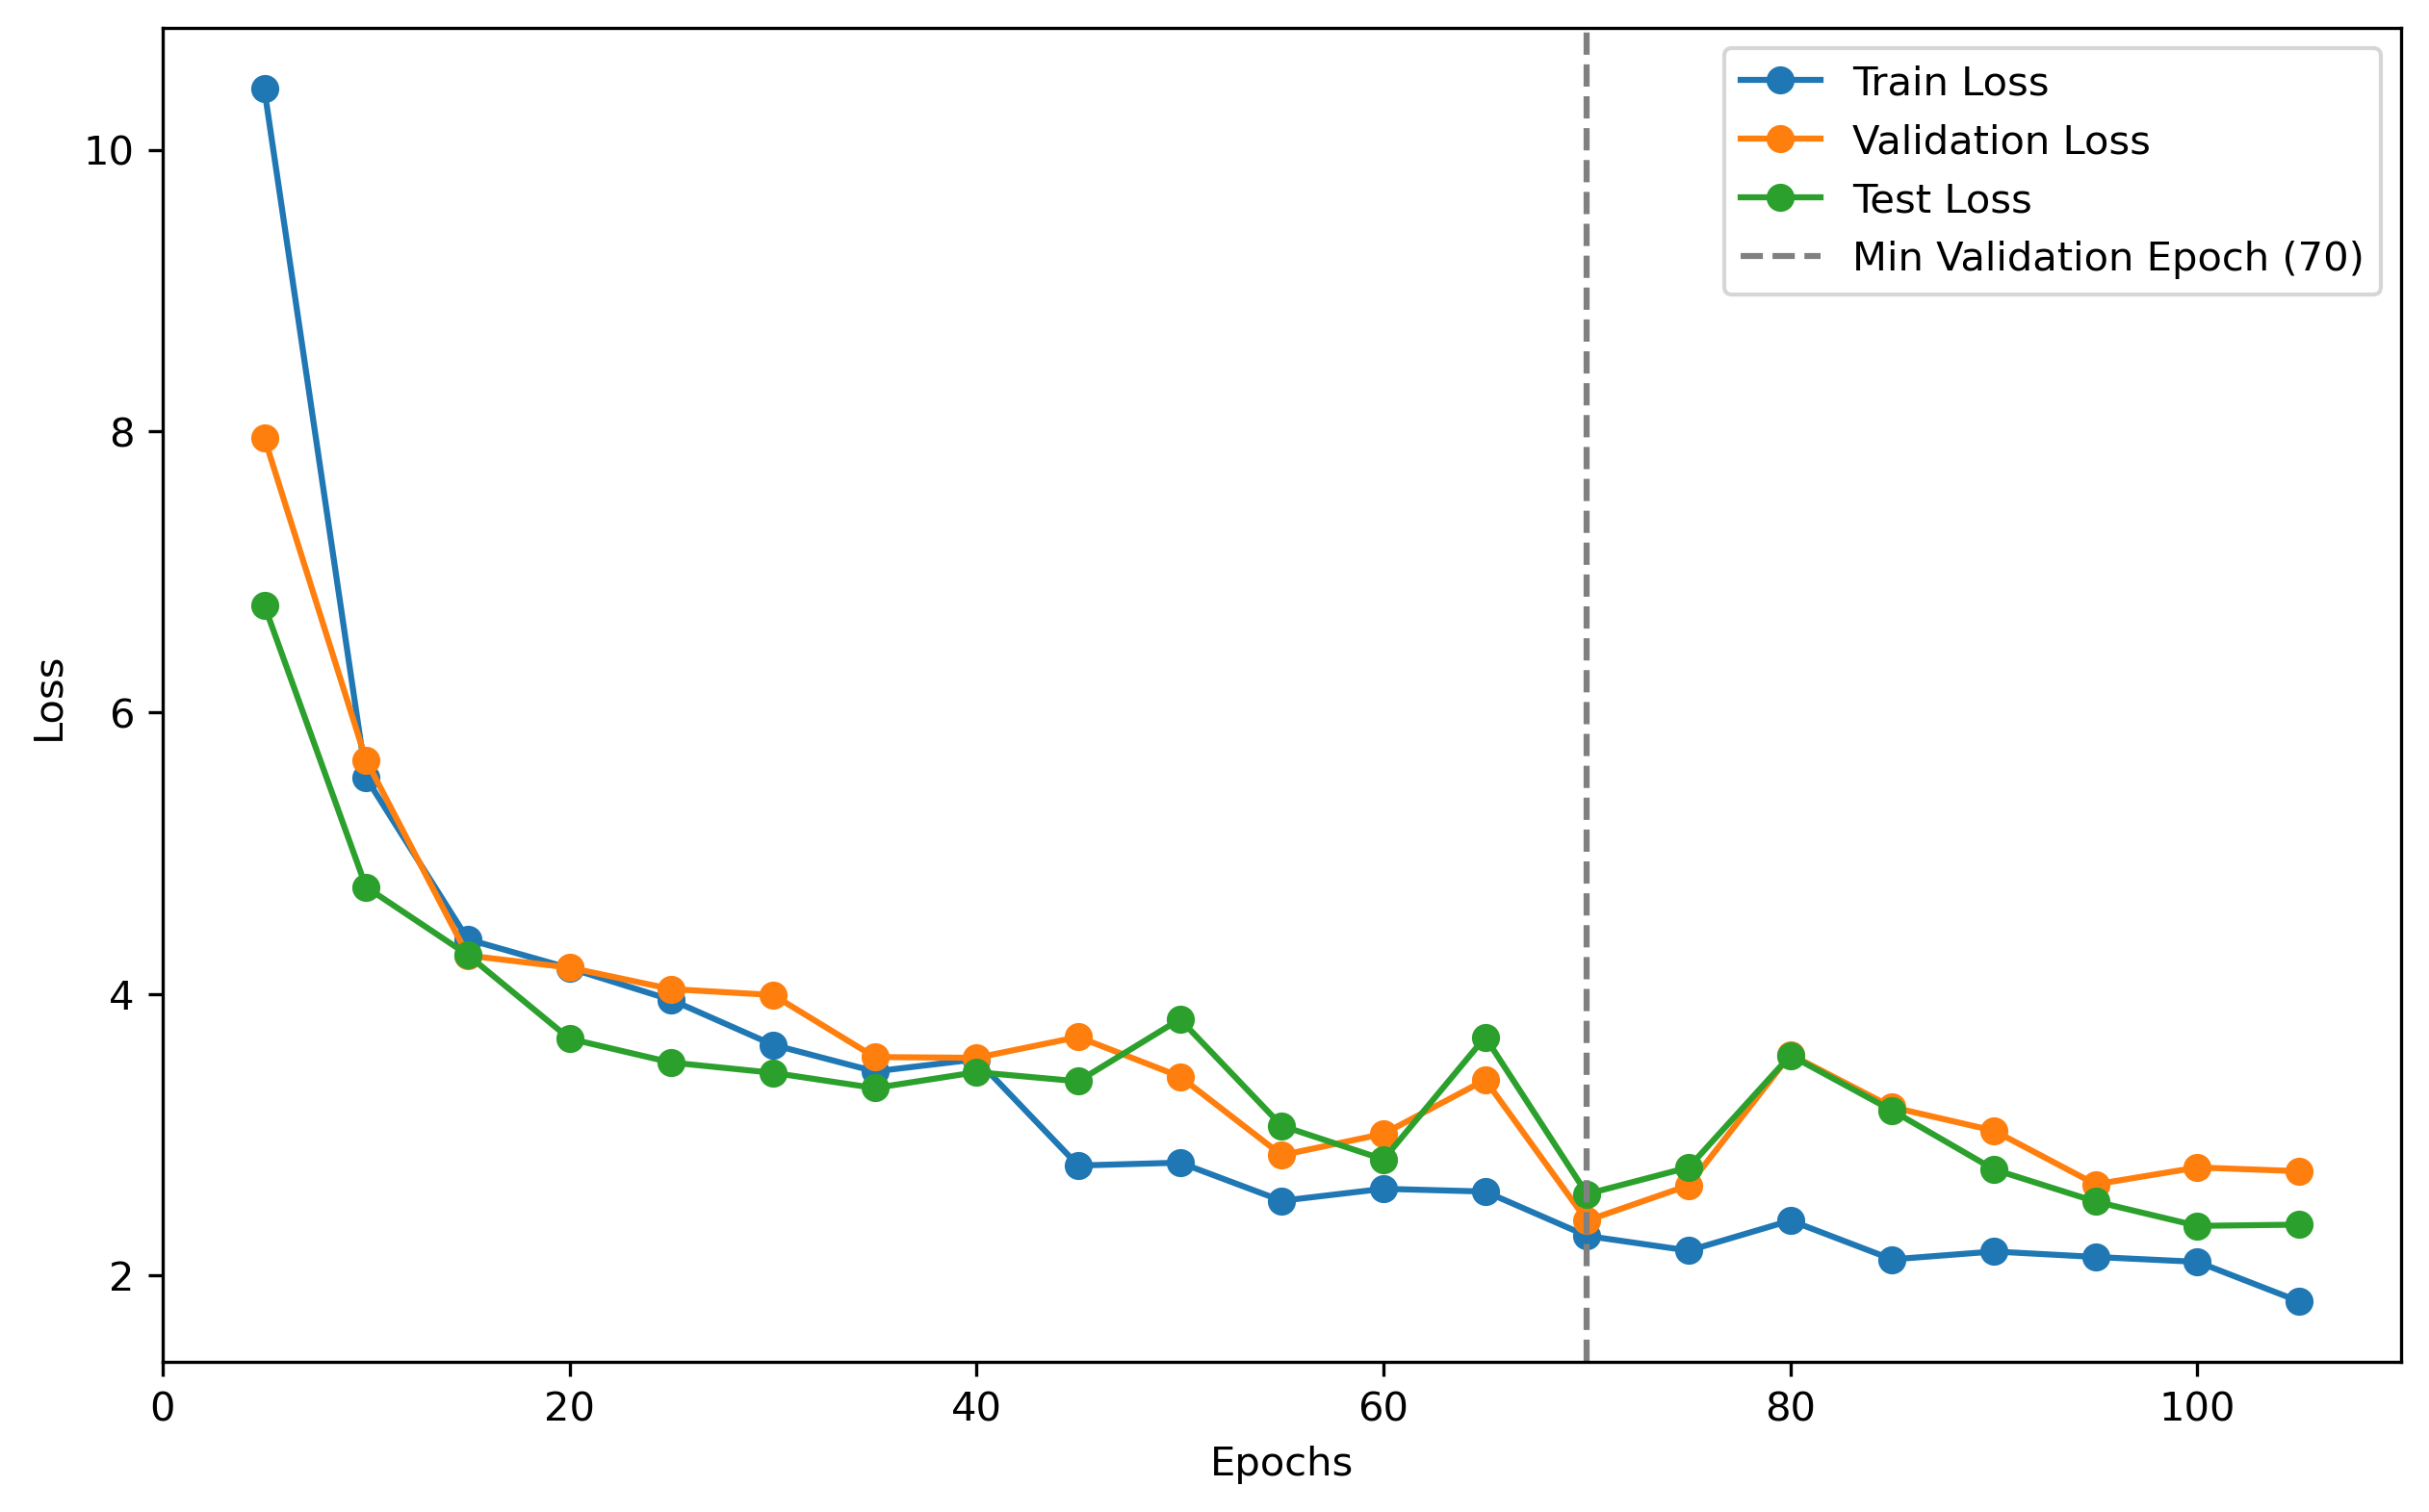 Train Loss
Validation Loss
Test Loss
Min Validation Epoch (70)
10
8
6
4
2
Loss
0 20 40 60 80 100
Epochs